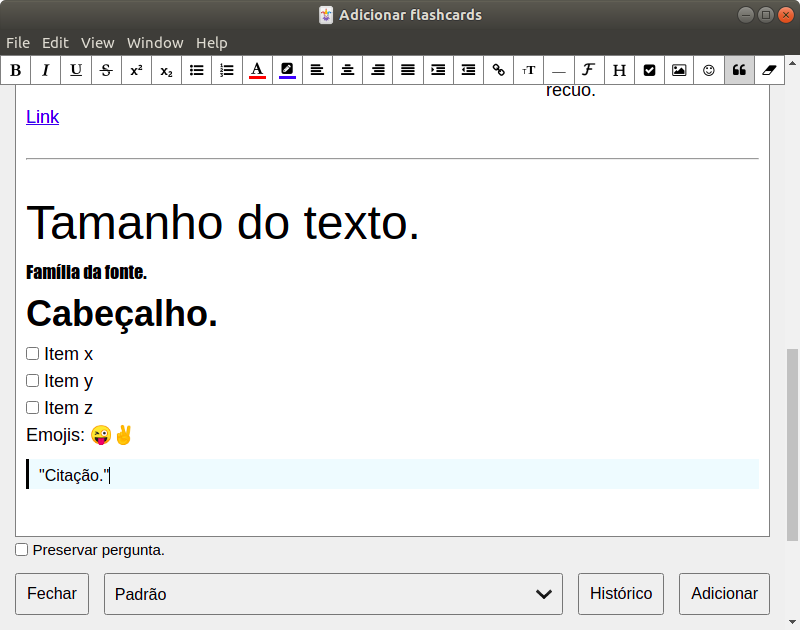 Adicionar flashcards
File Edit View Window Help
B I U S x² x₂ A тT — F H
recuo.
Link
Tamanho do texto.
Família da fonte.
Cabeçalho.
Item x
Item y
Item z
Emojis: 😜✌
"Citação."
Preservar pergunta.
Fechar Padrão Histórico Adicionar